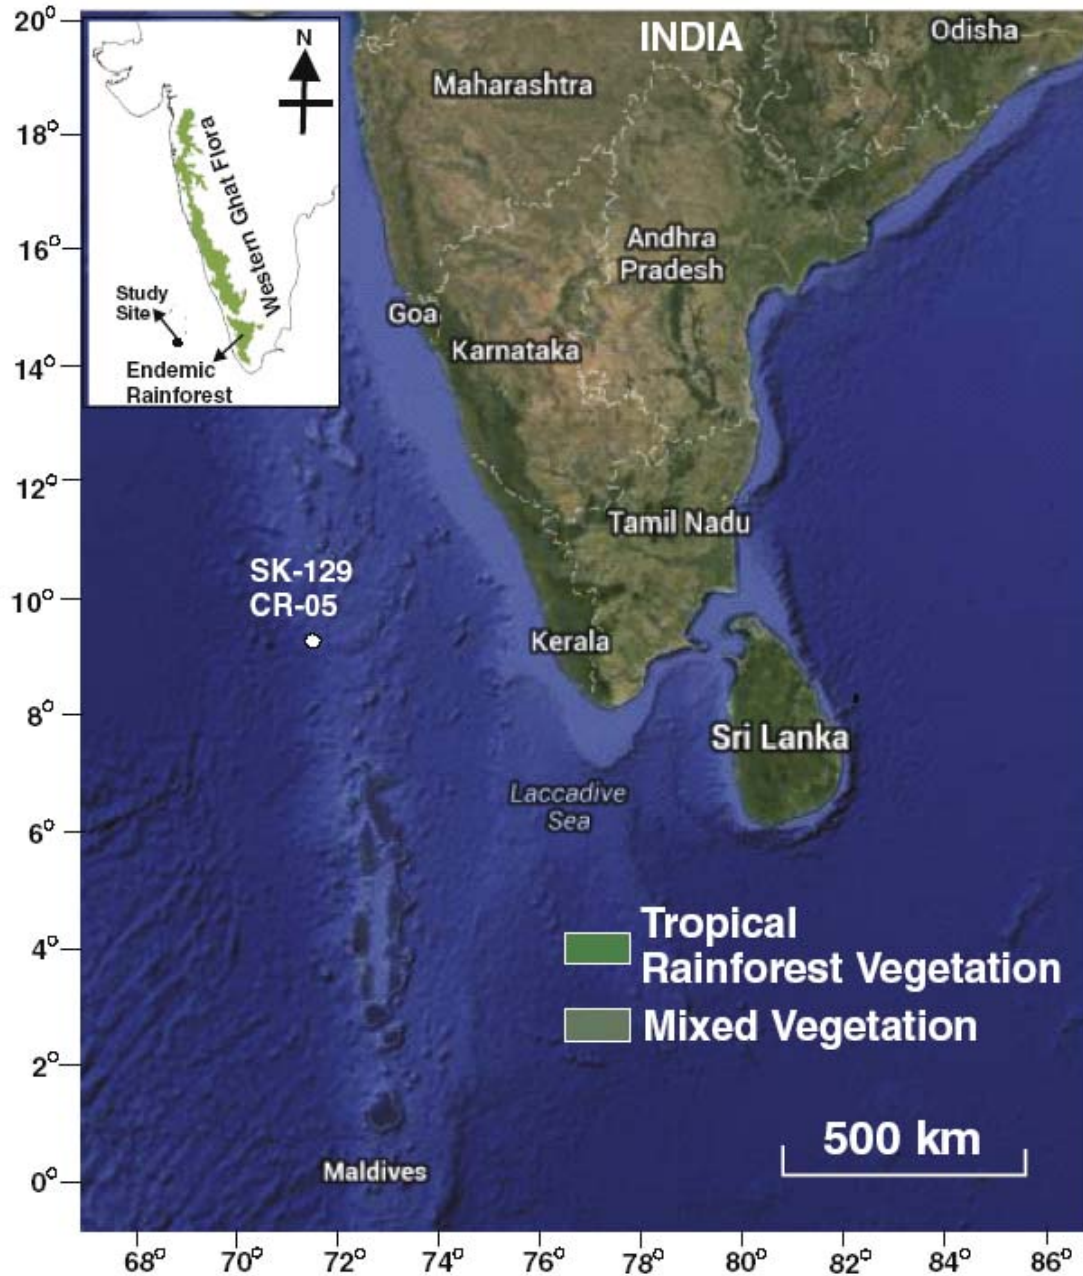 20°
18°
16°
14°
12°
10°
8°
6°
4°
2°
0°
N
Western Ghat Flora
Study
Site
Endemic
Rainforest
INDIA
Odisha
Maharashtra
Andhra
Pradesh
Goa
Karnataka
Tamil Nadu
SK-129
CR-05
Kerala
Sri Lanka
Laccadive
Sea
Tropical
Rainforest Vegetation
Mixed Vegetation
500 km
Maldives
68° 70° 72° 74° 76° 78° 80° 82° 84° 86°